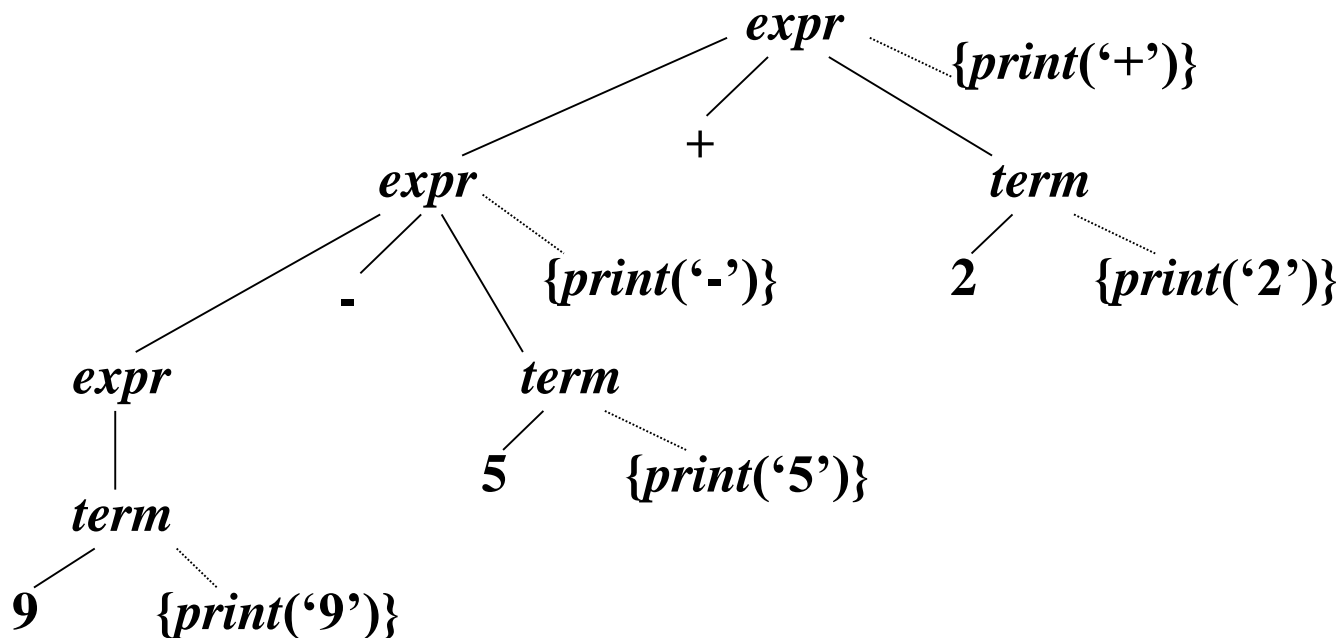 expr
{print(‘+’)}
+
expr
term
-
{print(‘-’)}
2
{print(‘2’)}
expr
term
5
{print(‘5’)}
term
9
{print(‘9’)}